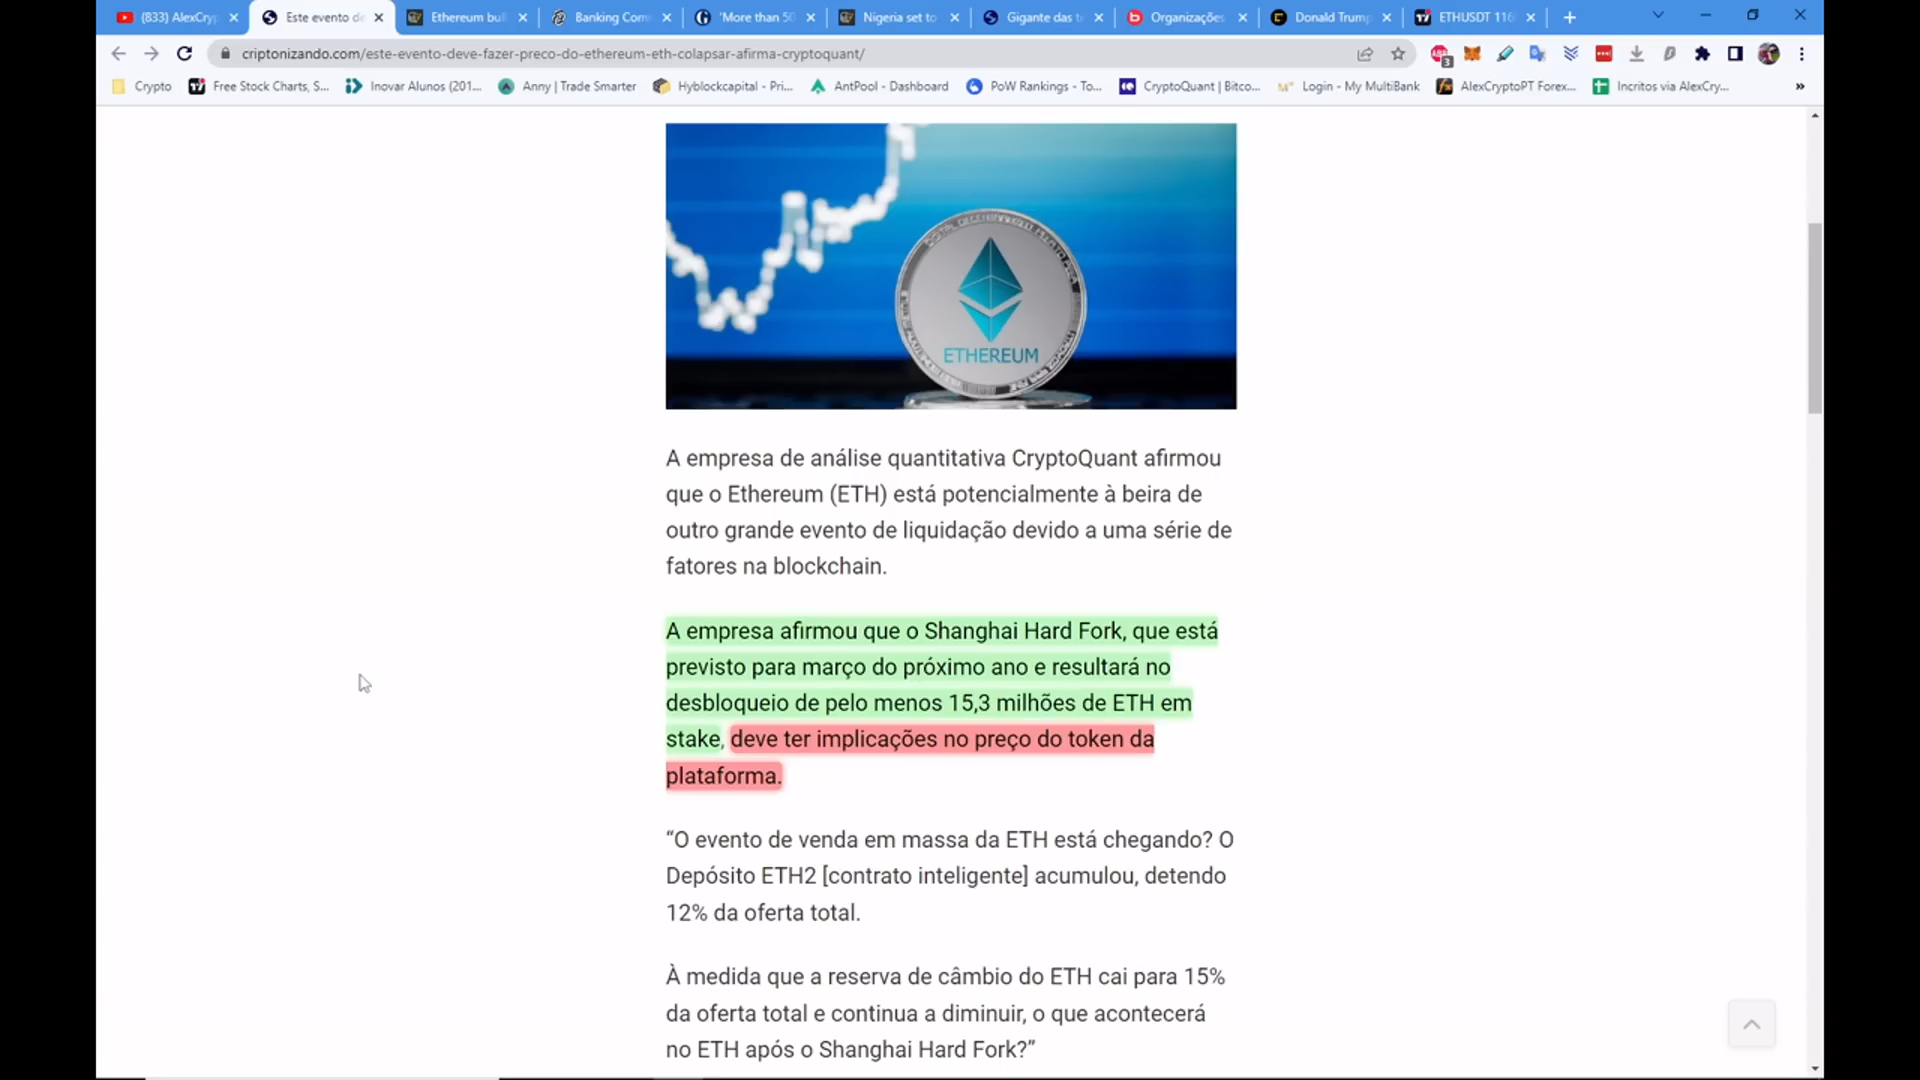 (833) AlexCryp
Este evento de
Ethereum bul
Banking Com
'More than 50
Nigeria set to
Gigante das t
Organizações
Donald Trump
ETHUSDT 116
criptonizando.com/este-evento-deve-fazer-preco-do-ethereum-eth-colapsar-afirma-cryptoquant/
3
Crypto
Free Stock Charts, S...
Inovar Alunos (201...
Anny | Trade Smarter
Hyblockcapital - Pri...
AntPool - Dashboard
PoW Rankings - To...
CryptoQuant | Bitco...
Login - My MultiBank
AlexCryptoPT Forex...
Incritos via AlexCry...
ETHEREUM
A empresa de análise quantitativa CryptoQuant afirmou
que o Ethereum (ETH) está potencialmente à beira de
outro grande evento de liquidação devido a uma série de
fatores na blockchain.
A empresa afirmou que o Shanghai Hard Fork, que está
previsto para março do próximo ano e resultará no
desbloqueio de pelo menos 15,3 milhões de ETH em
stake, deve ter implicações no preço do token da
plataforma.
“O evento de venda em massa da ETH está chegando? O
Depósito ETH2 [contrato inteligente] acumulou, detendo
12% da oferta total.
À medida que a reserva de câmbio do ETH cai para 15%
da oferta total e continua a diminuir, o que acontecerá
no ETH após o Shanghai Hard Fork?”